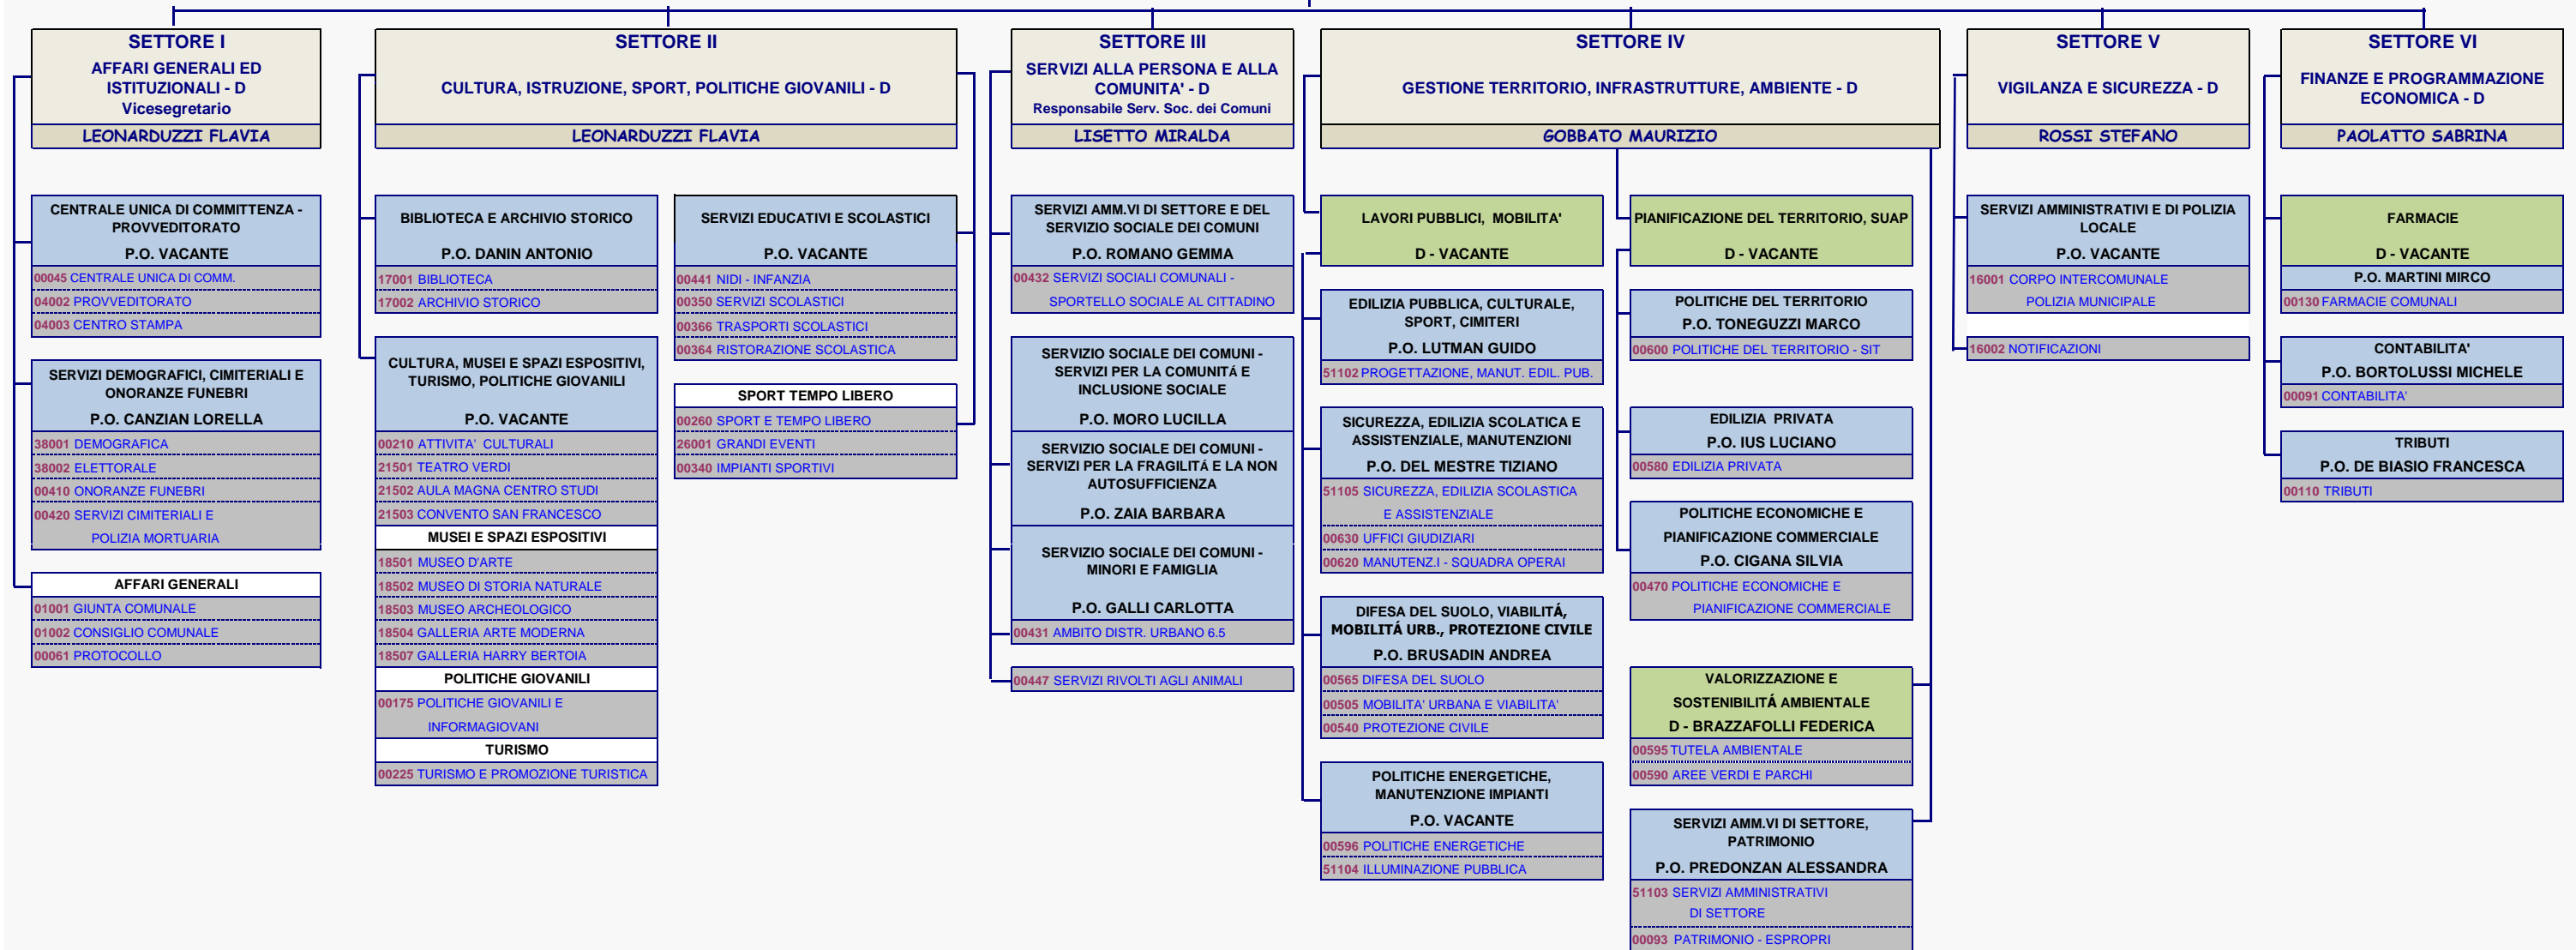 SETTORE I
AFFARI GENERALI ED
ISTITUZIONALI - D
Vicesegretario
LEONARDUZZI FLAVIA
CENTRALE UNICA DI COMMITTENZA -
PROVVEDITORATO
P.O. VACANTE
00045 CENTRALE UNICA DI COMM.
04002 PROVVEDITORATO
04003 CENTRO STAMPA
SERVIZI DEMOGRAFICI, CIMITERIALI E
ONORANZE FUNEBRI
P.O. CANZIAN LORELLA
38001 DEMOGRAFICA
38002 ELETTORALE
00410 ONORANZE FUNEBRI
00420 SERVIZI CIMITERIALI E
POLIZIA MORTUARIA
AFFARI GENERALI
01001 GIUNTA COMUNALE
01002 CONSIGLIO COMUNALE
00061 PROTOCOLLO
SETTORE II
CULTURA, ISTRUZIONE, SPORT, POLITICHE GIOVANILI - D
LEONARDUZZI FLAVIA
BIBLIOTECA E ARCHIVIO STORICO
P.O. DANIN ANTONIO
17001 BIBLIOTECA
17002 ARCHIVIO STORICO
CULTURA, MUSEI E SPAZI ESPOSITIVI,
TURISMO, POLITICHE GIOVANILI
P.O. VACANTE
00210 ATTIVITA' CULTURALI
21501 TEATRO VERDI
21502 AULA MAGNA CENTRO STUDI
21503 CONVENTO SAN FRANCESCO
MUSEI E SPAZI ESPOSITIVI
18501 MUSEO D'ARTE
18502 MUSEO DI STORIA NATURALE
18503 MUSEO ARCHEOLOGICO
18504 GALLERIA ARTE MODERNA
18507 GALLERIA HARRY BERTOIA
POLITICHE GIOVANILI
00175 POLITICHE GIOVANILI E
INFORMAGIOVANI
TURISMO
00225 TURISMO E PROMOZIONE TURISTICA
SERVIZI EDUCATIVI E SCOLASTICI
P.O. VACANTE
00441 NIDI - INFANZIA
00350 SERVIZI SCOLASTICI
00366 TRASPORTI SCOLASTICI
00364 RISTORAZIONE SCOLASTICA
SPORT TEMPO LIBERO
00260 SPORT E TEMPO LIBERO
26001 GRANDI EVENTI
00340 IMPIANTI SPORTIVI
SETTORE III
SERVIZI ALLA PERSONA E ALLA
COMUNITA' - D
Responsabile Serv. Soc. dei Comuni
LISETTO MIRALDA
SERVIZI AMM.VI DI SETTORE E DEL
SERVIZIO SOCIALE DEI COMUNI
P.O. ROMANO GEMMA
00432 SERVIZI SOCIALI COMUNALI -
SPORTELLO SOCIALE AL CITTADINO
SERVIZIO SOCIALE DEI COMUNI -
SERVIZI PER LA COMUNITÁ E
INCLUSIONE SOCIALE
P.O. MORO LUCILLA
SERVIZIO SOCIALE DEI COMUNI -
SERVIZI PER LA FRAGILITÁ E LA NON
AUTOSUFFICIENZA
P.O. ZAIA BARBARA
SERVIZIO SOCIALE DEI COMUNI -
MINORI E FAMIGLIA
P.O. GALLI CARLOTTA
00431 AMBITO DISTR. URBANO 6.5
00447 SERVIZI RIVOLTI AGLI ANIMALI
SETTORE IV
GESTIONE TERRITORIO, INFRASTRUTTURE, AMBIENTE - D
GOBBATO MAURIZIO
LAVORI PUBBLICI, MOBILITA'
D - VACANTE
EDILIZIA PUBBLICA, CULTURALE,
SPORT, CIMITERI
P.O. LUTMAN GUIDO
51102 PROGETTAZIONE, MANUT. EDIL. PUB.
SICUREZZA, EDILIZIA SCOLATICA E
ASSISTENZIALE, MANUTENZIONI
P.O. DEL MESTRE TIZIANO
51105 SICUREZZA, EDILIZIA SCOLASTICA
E ASSISTENZIALE
00630 UFFICI GIUDIZIARI
00620 MANUTENZ.I - SQUADRA OPERAI
DIFESA DEL SUOLO, VIABILITÁ,
MOBILITÁ URB., PROTEZIONE CIVILE
P.O. BRUSADIN ANDREA
00565 DIFESA DEL SUOLO
00505 MOBILITA' URBANA E VIABILITA'
00540 PROTEZIONE CIVILE
POLITICHE ENERGETICHE,
MANUTENZIONE IMPIANTI
P.O. VACANTE
00596 POLITICHE ENERGETICHE
51104 ILLUMINAZIONE PUBBLICA
PIANIFICAZIONE DEL TERRITORIO, SUAP
D - VACANTE
POLITICHE DEL TERRITORIO
P.O. TONEGUZZI MARCO
00600 POLITICHE DEL TERRITORIO - SIT
EDILIZIA PRIVATA
P.O. IUS LUCIANO
00580 EDILIZIA PRIVATA
POLITICHE ECONOMICHE E
PIANIFICAZIONE COMMERCIALE
P.O. CIGANA SILVIA
00470 POLITICHE ECONOMICHE E
PIANIFICAZIONE COMMERCIALE
VALORIZZAZIONE E
SOSTENIBILITÁ AMBIENTALE
D - BRAZZAFOLLI FEDERICA
00595 TUTELA AMBIENTALE
00590 AREE VERDI E PARCHI
SERVIZI AMM.VI DI SETTORE,
PATRIMONIO
P.O. PREDONZAN ALESSANDRA
51103 SERVIZI AMMINISTRATIVI
DI SETTORE
00093 PATRIMONIO - ESPROPRI
SETTORE V
VIGILANZA E SICUREZZA - D
ROSSI STEFANO
SERVIZI AMMINISTRATIVI E DI POLIZIA
LOCALE
P.O. VACANTE
16001 CORPO INTERCOMUNALE
POLIZIA MUNICIPALE
16002 NOTIFICAZIONI
SETTORE VI
FINANZE E PROGRAMMAZIONE
ECONOMICA - D
PAOLATTO SABRINA
FARMACIE
D - VACANTE
P.O. MARTINI MIRCO
00130 FARMACIE COMUNALI
CONTABILITA'
P.O. BORTOLUSSI MICHELE
00091 CONTABILITA'
TRIBUTI
P.O. DE BIASIO FRANCESCA
00110 TRIBUTI